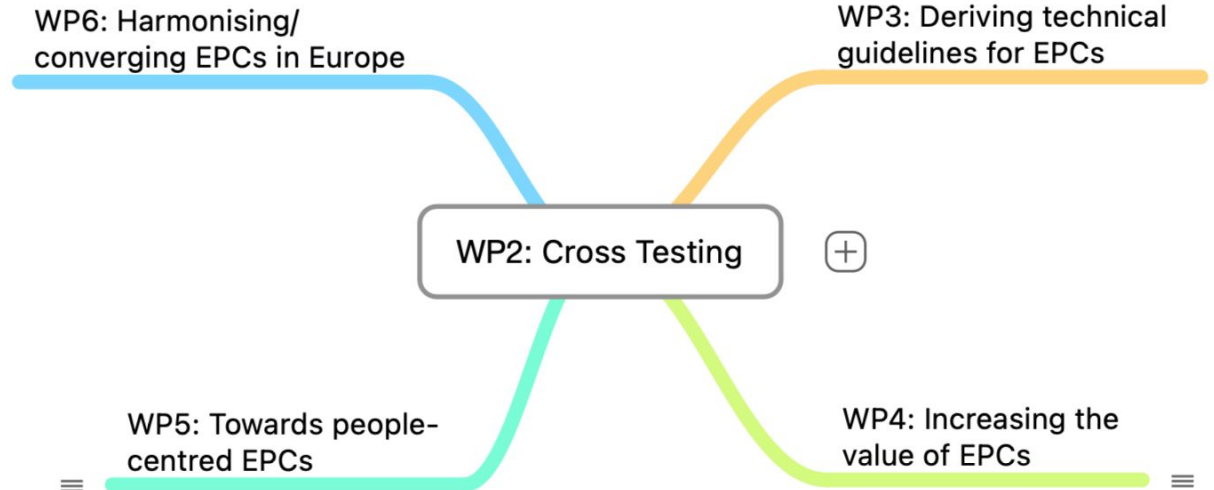 WP6: Harmonising/
converging EPCs in Europe
WP3: Deriving technical
guidelines for EPCs
WP2: Cross Testing
WP5: Towards people-
centred EPCs
WP4: Increasing the
value of EPCs